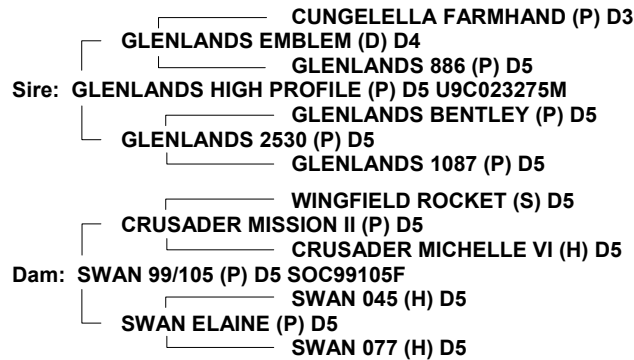 CUNGELELLA FARMHAND (P) D3
GLENLANDS EMBLEM (D) D4
GLENLANDS 886 (P) D5
Sire: GLENLANDS HIGH PROFILE (P) D5 U9C023275M
GLENLANDS BENTLEY (P) D5
GLENLANDS 2530 (P) D5
GLENLANDS 1087 (P) D5
WINGFIELD ROCKET (S) D5
CRUSADER MISSION II (P) D5
CRUSADER MICHELLE VI (H) D5
Dam: SWAN 99/105 (P) D5 SOC99105F
SWAN 045 (H) D5
SWAN ELAINE (P) D5
SWAN 077 (H) D5